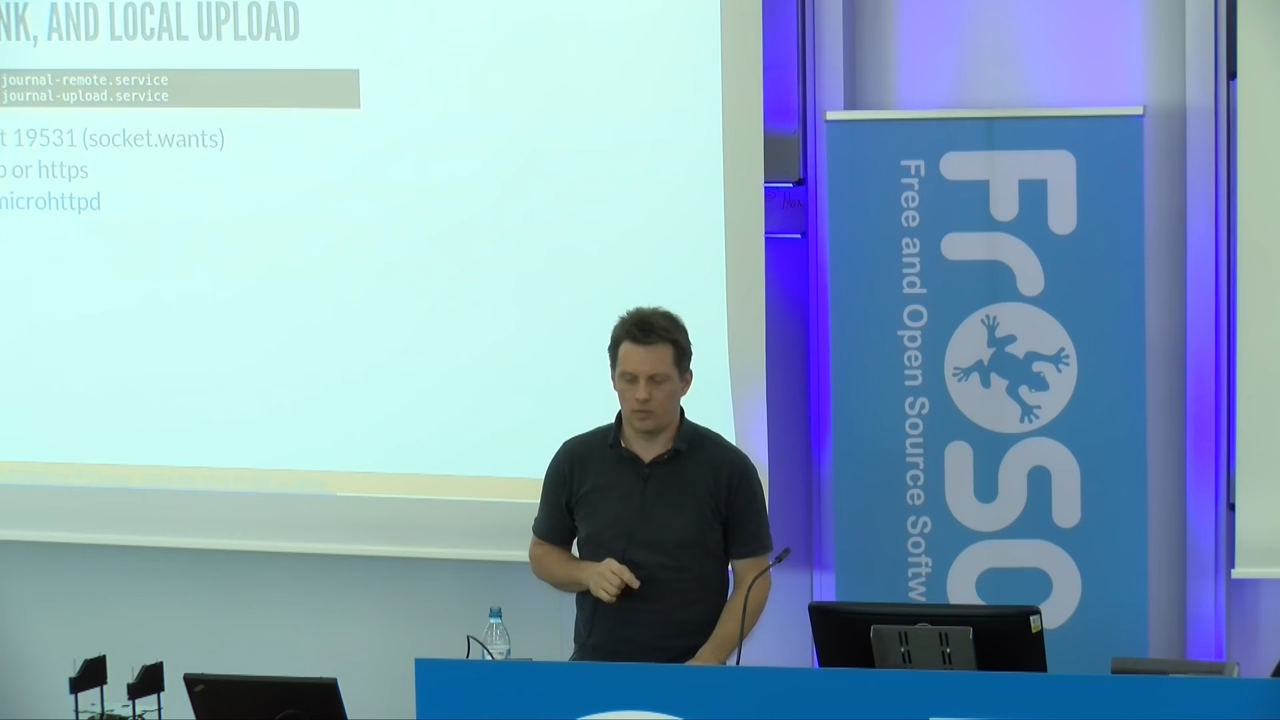 NK, AND LOCAL UPLOAD
journal-remote.service
journal-upload.service
t 19531 (socket.wants)
o or https
microhttpd
FrOSC
Free and Open Source Softw